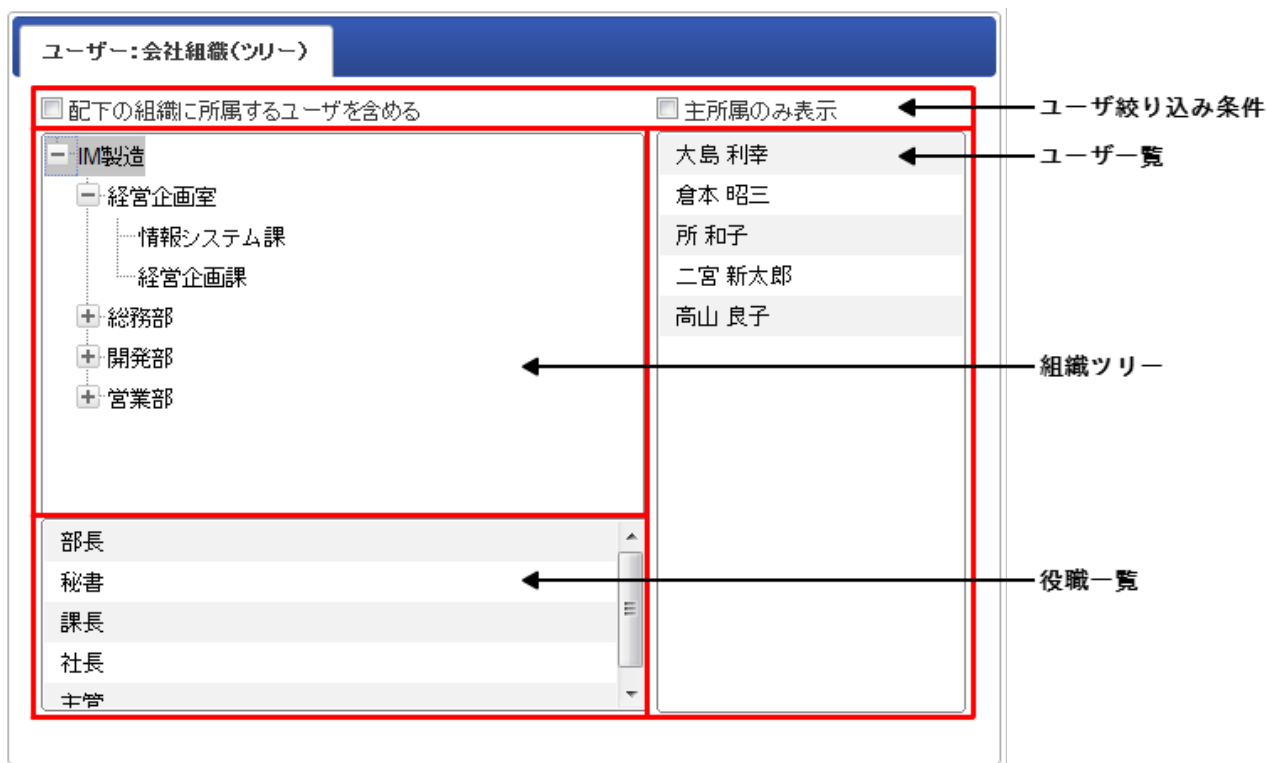 ユーザー:会社組織(ツリー)
配下の組織に所属するユーザを含める
主所属のみ表示
ユーザ絞り込み条件
IM製造
大島 利幸
ユーザ一覧
経営企画室
倉本 昭三
情報システム課
所 和子
経営企画課
二宮 新太郎
総務部
高山 良子
開発部
組織ツリー
営業部
部長
秘書
役職一覧
課長
社長
主管